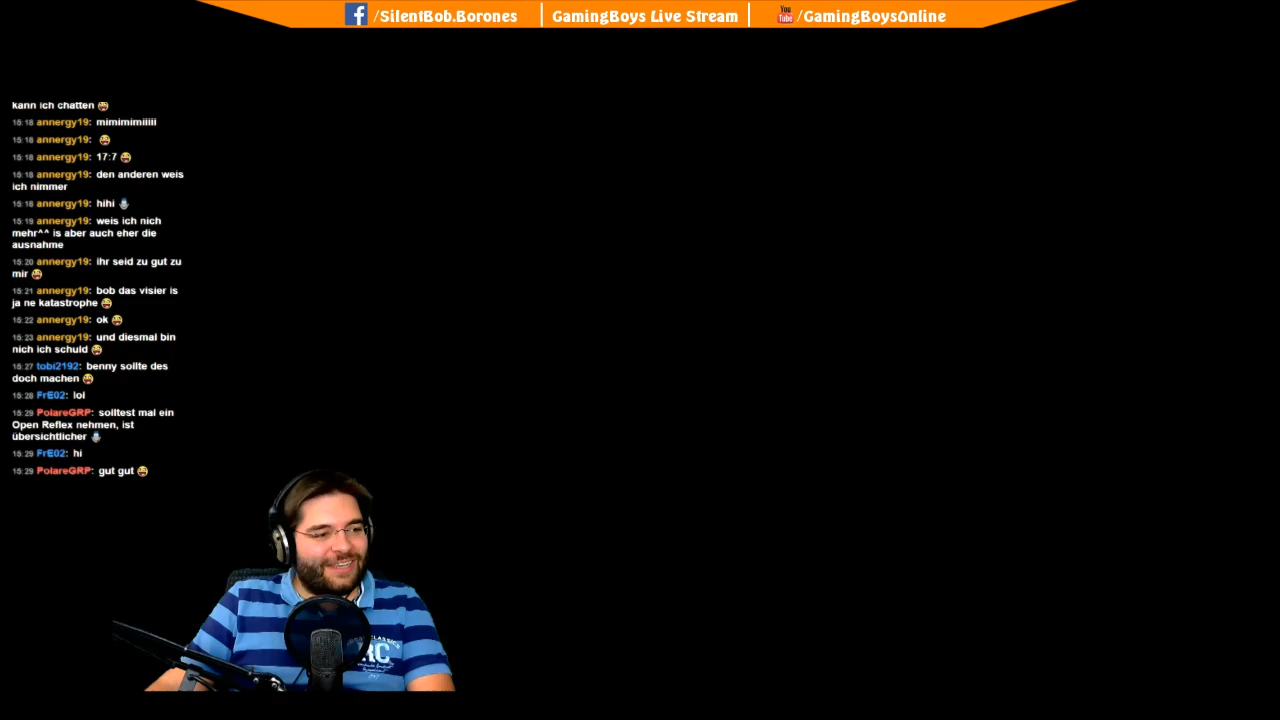 /SilentBob.Borones
GamingBoys Live Stream
You Tube /GamingBoysOnline
kann ich chatten
15:18 annergy19: mimimimiiiii
15:18 annergy19:
15:18 annergy19: 17:7
15:18 annergy19: den anderen weis
ich nimmer
15:18 annergy19: hihi
15:19 annergy19: weis ich nich
mehr^^ is aber auch eher die
ausnahme
15:20 annergy19: ihr seid zu gut zu
mir
15:21 annergy19: bob das visier is
ja ne katastrophe
15:22 annergy19: ok
15:23 annergy19: und diesmal bin
nich ich schuld
15:27 tobi2192: benny sollte des
doch machen
15:28 FrE02: lol
15:29 PolareGRP: solltest mal ein
Open Reflex nehmen, ist
übersichtlicher
15:29 FrE02: hi
15:29 PolareGRP: gut gut
RC